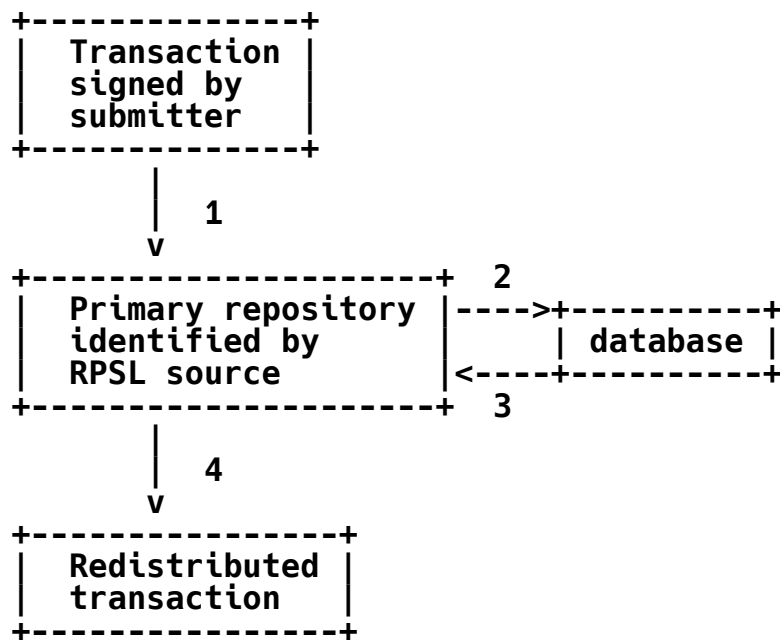 Transaction
signed by
submitter
1
2
Primary repository
identified by
RPSL source
database
3
4
Redistributed
transaction